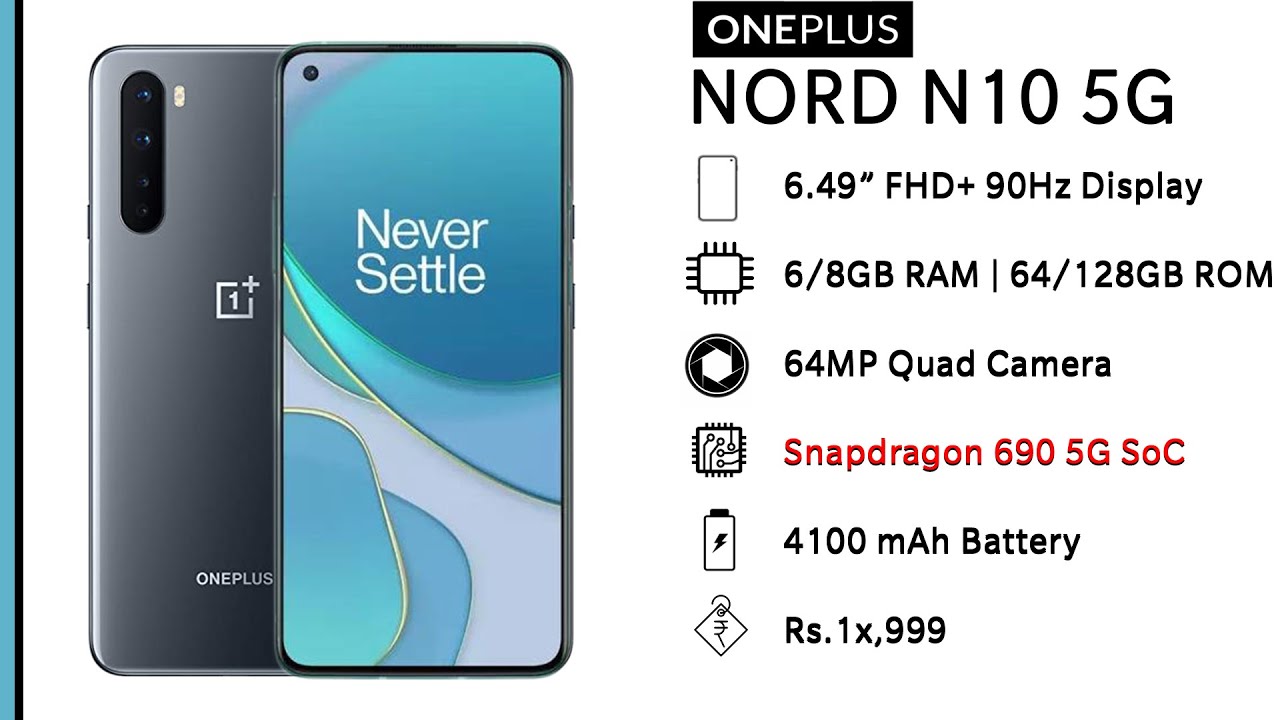 ONEPLUS
NORD N10 5G
6.49” FHD+ 90Hz Display
6/8GB RAM | 64/128GB ROM
64MP Quad Camera
Snapdragon 690 5G SoC
4100 mAh Battery
Rs.1x,999
Never
Settle
1+
ONEPLUS